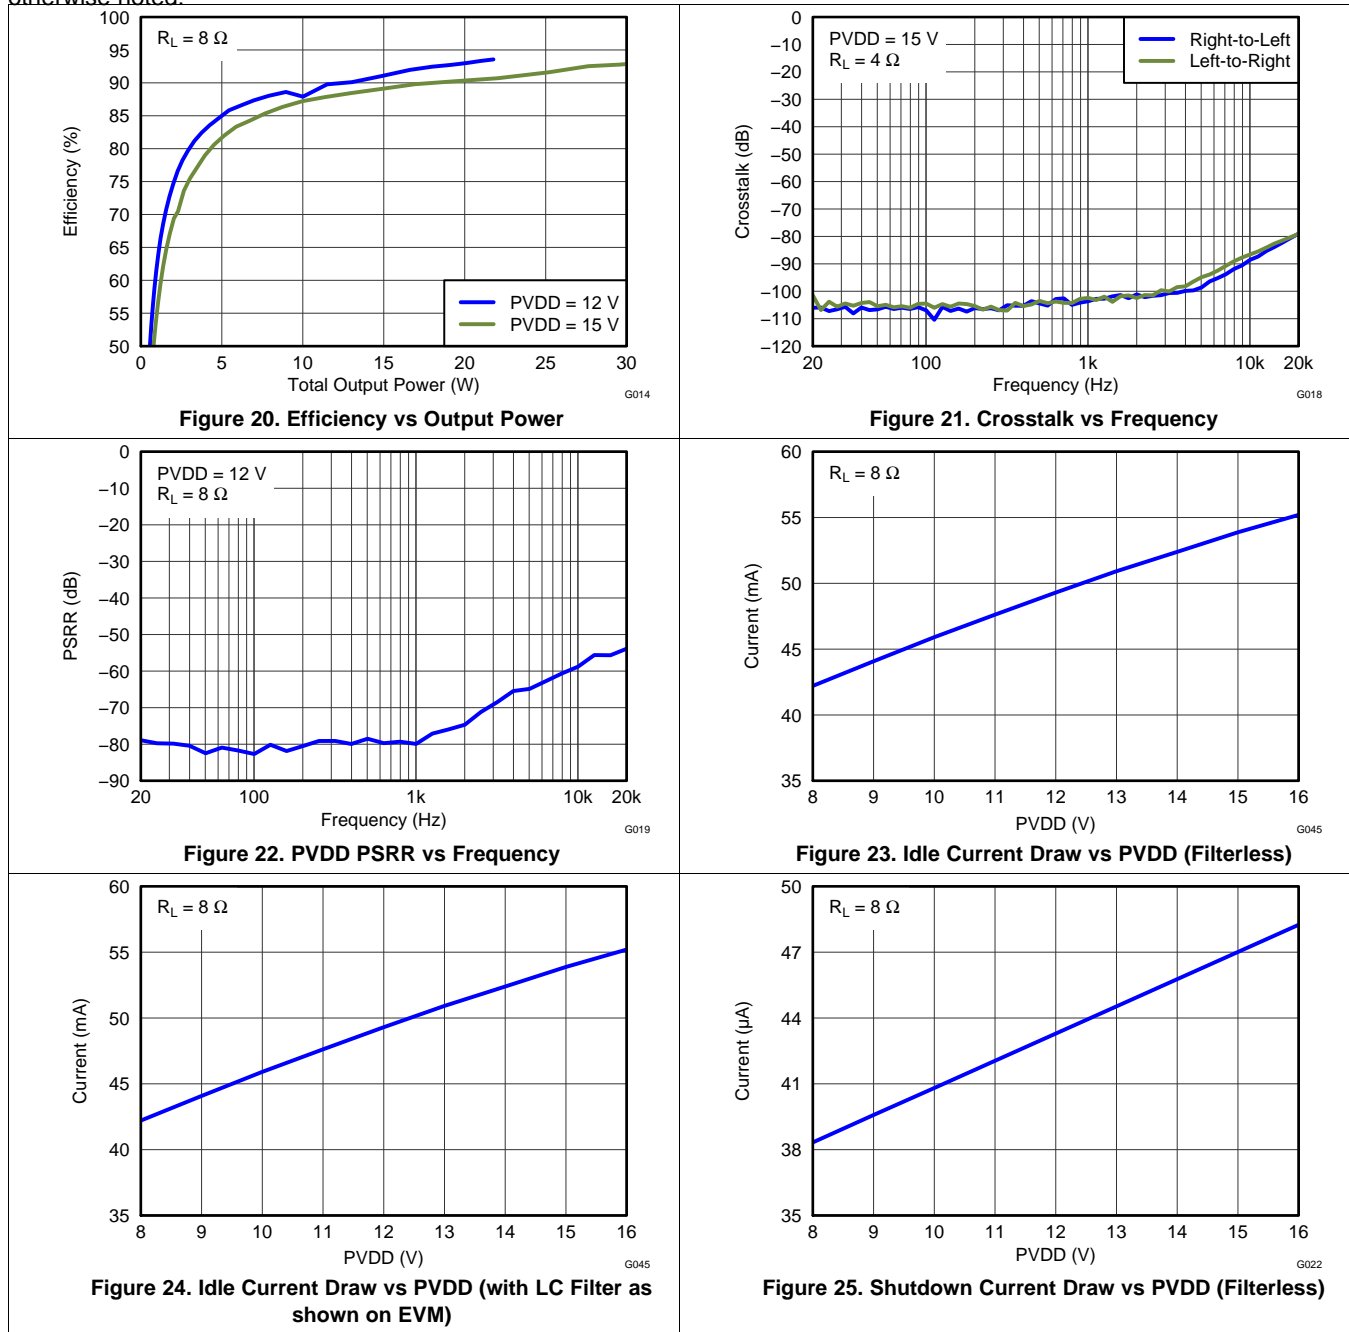 otherwise noted.
100
95
90
85
80
75
70
65
60
55
50
Efficiency (%)
RL = 8 Ω
PVDD = 12 V
PVDD = 15 V
0 5 10 15 20 25 30
Total Output Power (W)
G014
Figure 20. Efficiency vs Output Power
0
−10
−20
−30
−40
−50
−60
−70
−80
−90
−100
−110
−120
Crosstalk (dB)
PVDD = 15 V
RL = 4 Ω
Right-to-Left
Left-to-Right
20 100 1k 10k 20k
Frequency (Hz)
G018
Figure 21. Crosstalk vs Frequency
0
−10
−20
−30
−40
−50
−60
−70
−80
−90
PSRR (dB)
PVDD = 12 V
RL = 8 Ω
20 100 1k 10k 20k
Frequency (Hz)
G019
Figure 22. PVDD PSRR vs Frequency
60
55
50
45
40
35
Current (mA)
RL = 8 Ω
8 9 10 11 12 13 14 15 16
PVDD (V)
G045
Figure 23. Idle Current Draw vs PVDD (Filterless)
60
55
50
45
40
35
Current (mA)
RL = 8 Ω
8 9 10 11 12 13 14 15 16
PVDD (V)
G045
Figure 24. Idle Current Draw vs PVDD (with LC Filter as
shown on EVM)
50
47
44
41
38
35
Current (µA)
RL = 8 Ω
8 9 10 11 12 13 14 15 16
PVDD (V)
G022
Figure 25. Shutdown Current Draw vs PVDD (Filterless)